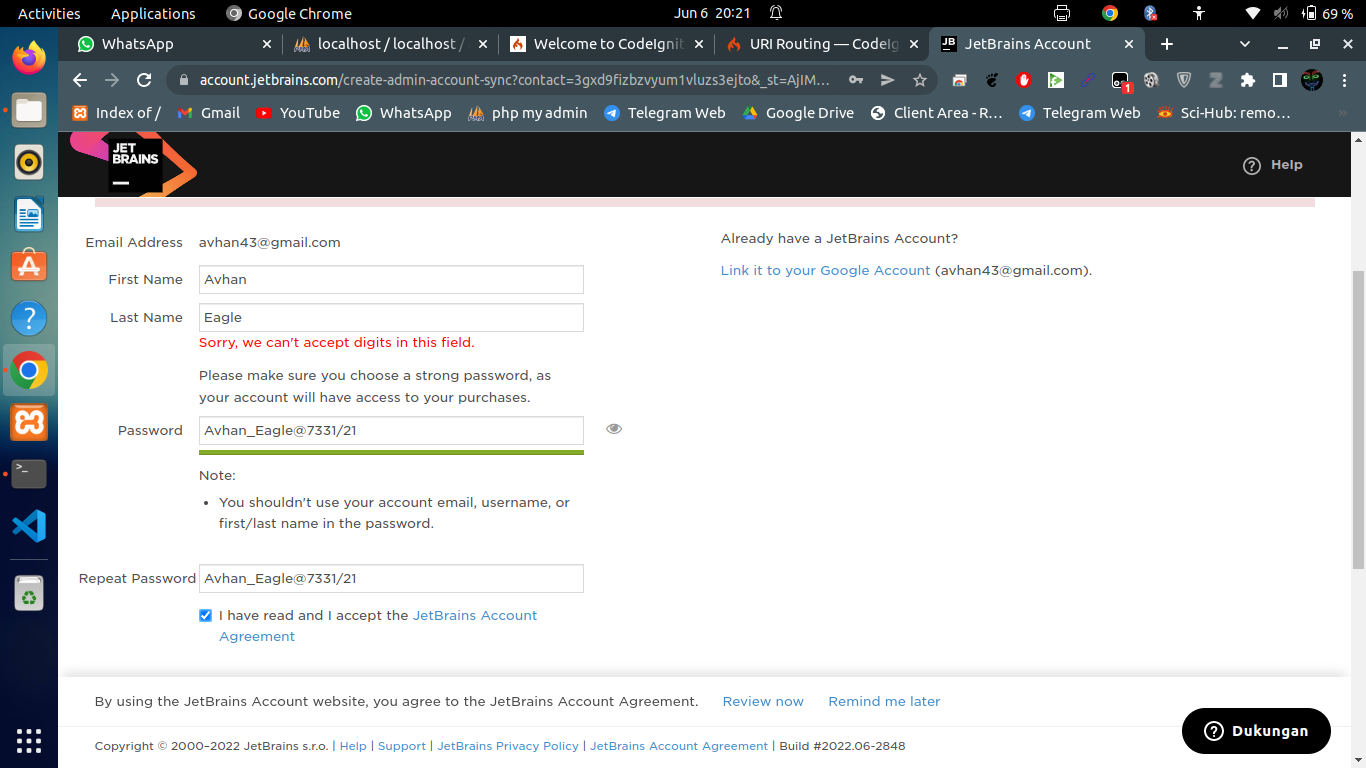 Activities Applications Google Chrome Jun 6 20:21 69 %
WhatsApp localhost / localhost / Welcome to CodeIgnit URI Routing — CodeIg JetBrains Account
account.jetbrains.com/create-admin-account-sync?contact=3gxd9fizbzvyum1vluzs3ejto&_st=AjIM...
Index of / Gmail YouTube WhatsApp php my admin Telegram Web Google Drive Client Area - R... Telegram Web Sci-Hub: remo...
JET
BRAINS
Help
Email Address avhan43@gmail.com
Already have a JetBrains Account?
Link it to your Google Account (avhan43@gmail.com).
First Name Avhan
Last Name Eagle
Sorry, we can't accept digits in this field.
Please make sure you choose a strong password, as
your account will have access to your purchases.
Password Avhan_Eagle@7331/21
Note:
• You shouldn't use your account email, username, or
first/last name in the password.
Repeat Password Avhan_Eagle@7331/21
I have read and I accept the JetBrains Account
Agreement
By using the JetBrains Account website, you agree to the JetBrains Account Agreement. Review now Remind me later
Copyright © 2000–2022 JetBrains s.r.o. | Help | Support | JetBrains Privacy Policy | JetBrains Account Agreement | Build #2022.06-2848
Dukungan